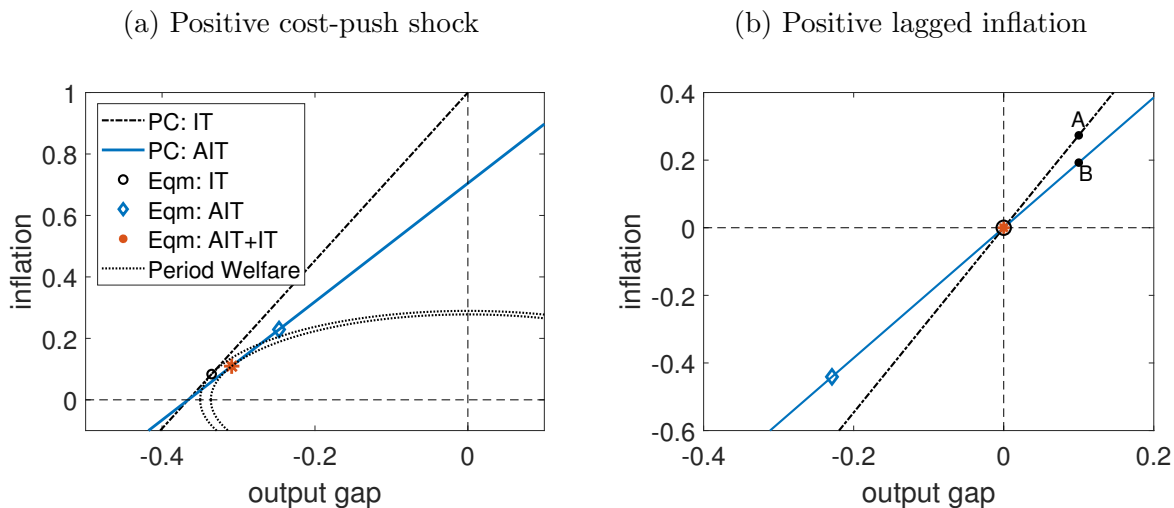 (a) Positive cost-push shock
1
0.8
0.6
0.4
0.2
0
-0.4
-0.2
0
inflation
output gap
PC: IT
PC: AIT
Eqm: IT
Eqm: AIT
Eqm: AIT+IT
Period Welfare
(b) Positive lagged inflation
0.4
0.2
0
-0.2
-0.4
-0.6
-0.4
-0.2
0
0.2
inflation
output gap
A
B